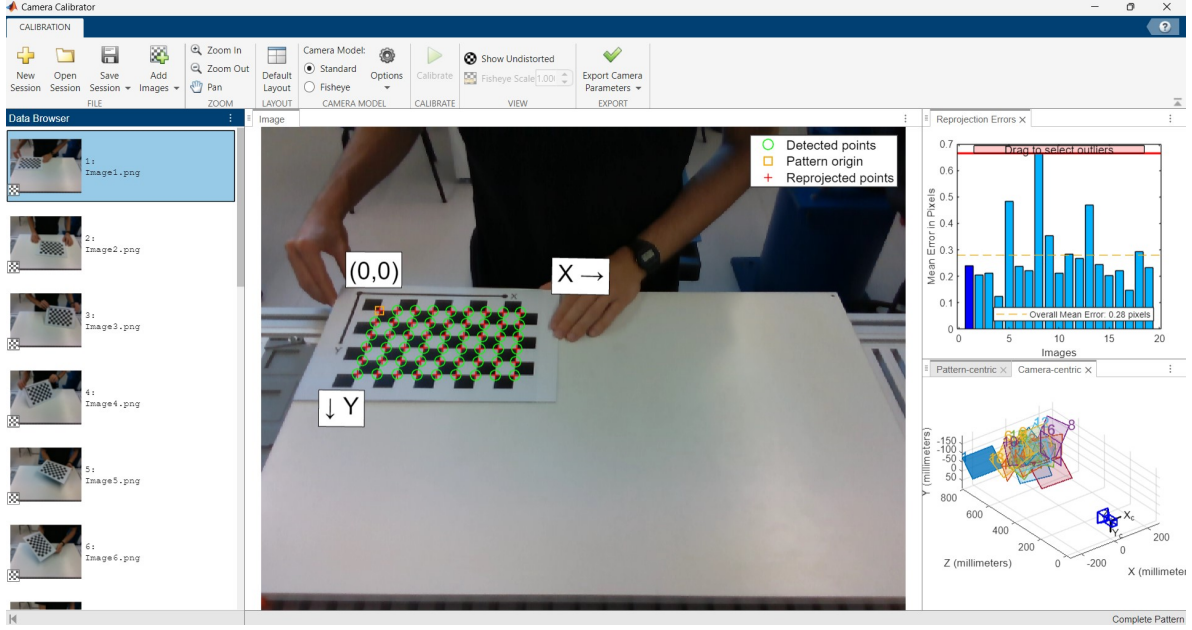 Camera Calibrator
CALIBRATION
?
New Session
Open Session
Save Session
Add Images
FILE
Zoom In
Zoom Out
Pan
ZOOM
Default Layout
LAYOUT
Camera Model:
Standard
Fisheye
Options
CAMERA MODEL
Calibrate
CALIBRATE
Show Undistorted
Fisheye Scale 1.00
VIEW
Export Camera Parameters
EXPORT
Data Browser
1:
Image1.png
2:
Image2.png
3:
Image3.png
4:
Image4.png
5:
Image5.png
6:
Image6.png
Image
Detected points
Pattern origin
Reprojected points
(0,0)
X →
X
Y
↓ Y
Reprojection Errors
Drag to select outliers
Mean Error in Pixels
0.7
0.6
0.5
0.4
0.3
0.2
0.1
0
Overall Mean Error: 0.28 pixels
0 5 10 15 20
Images
Pattern-centric
Camera-centric
Y (millimeters)
-150
-100
-50
0
50
800
600
400
200
0
Z (millimeters)
-200
0
200
X (millimeter
16
8
Xc
Yc
Complete Pattern